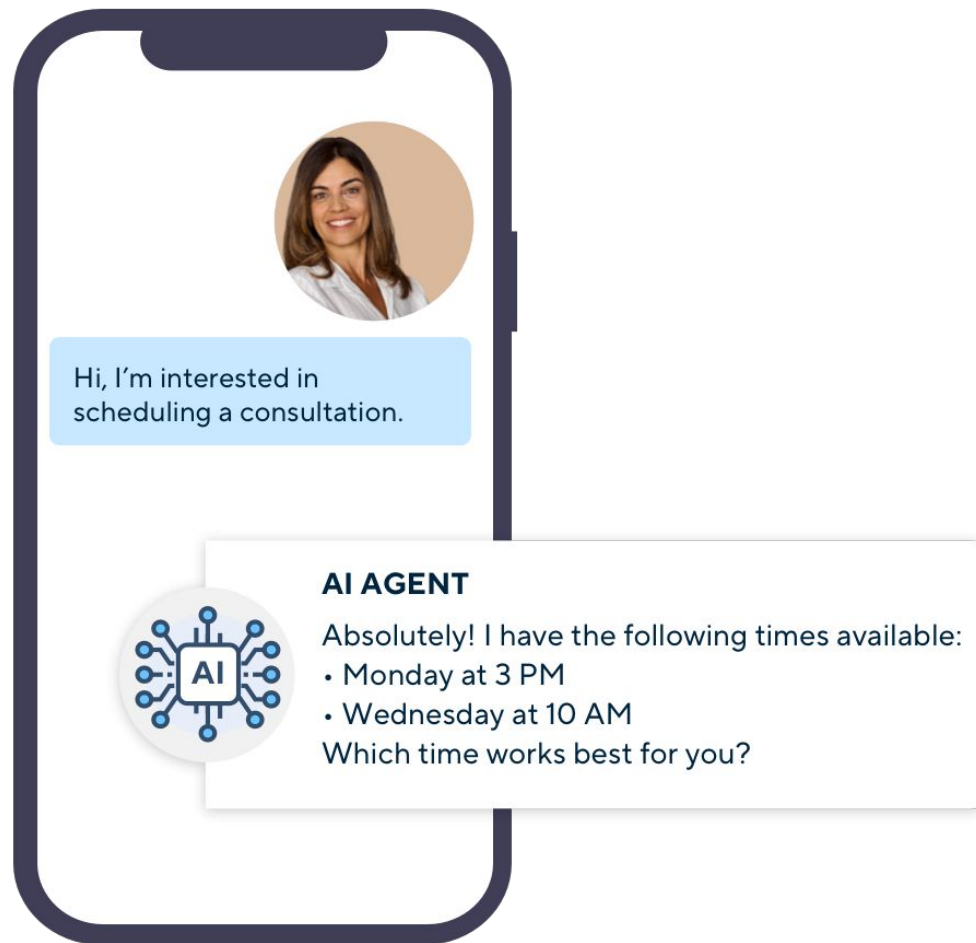 Hi, I’m interested in
scheduling a consultation.
AI AGENT
AI
Absolutely! I have the following times available:
• Monday at 3 PM
• Wednesday at 10 AM
Which time works best for you?